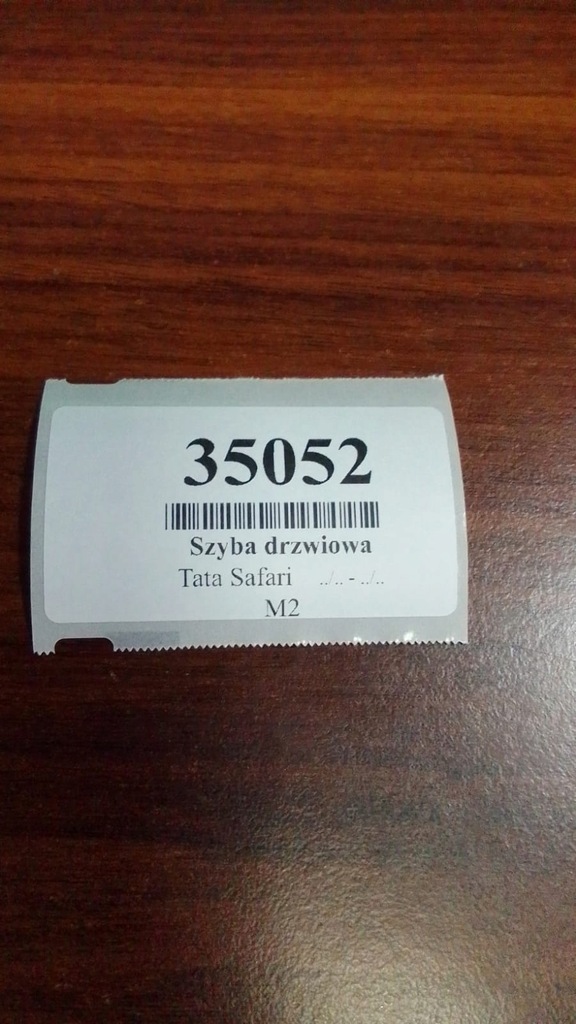 35052
Szyba drzwiowa
Tata Safari ../.. - ../..
M2